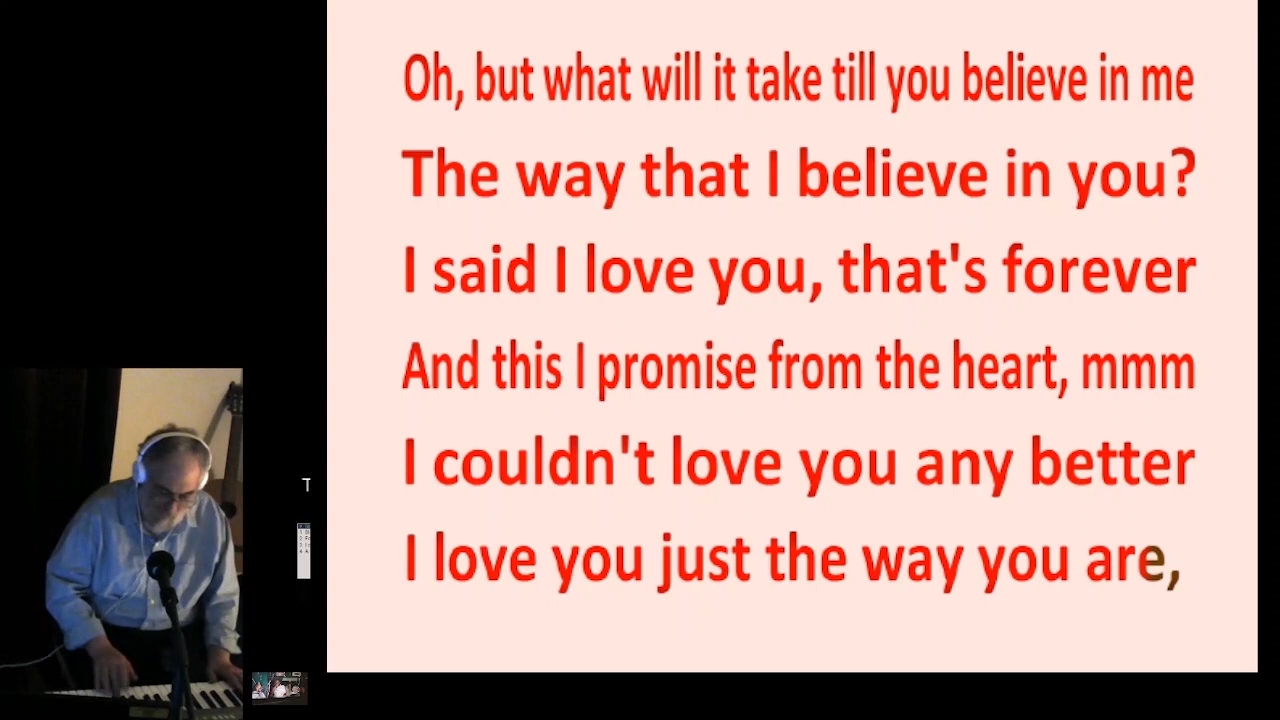 Oh, but what will it take till you believe in me
The way that I believe in you?
I said I love you, that's forever
And this I promise from the heart, mmm
I couldn't love you any better
I love you just the way you are,
T